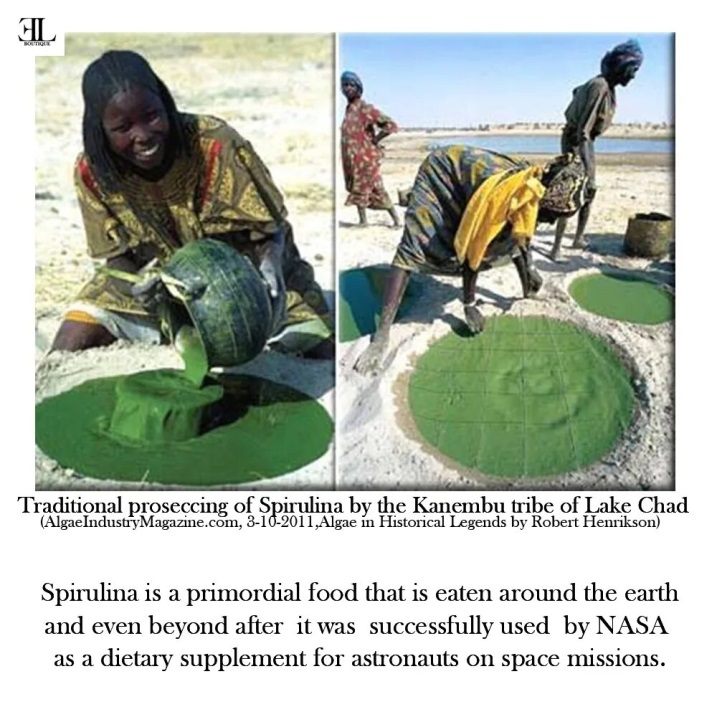 EL
BOUTIQUE
Traditional proseccing of Spirulina by the Kanembu tribe of Lake Chad
(AlgaeIndustryMagazine.com, 3-10-2011,Algae in Historical Legends by Robert Henrikson)
Spirulina is a primordial food that is eaten around the earth
and even beyond after it was successfully used by NASA
as a dietary supplement for astronauts on space missions.